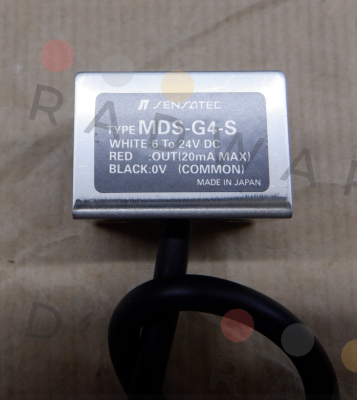 SENSATEC
TYPE MDS-G4-S
WHITE 6 To 24V DC
RED :OUT(20mA MAX)
BLACK:0V (COMMON)
MADE IN JAPAN